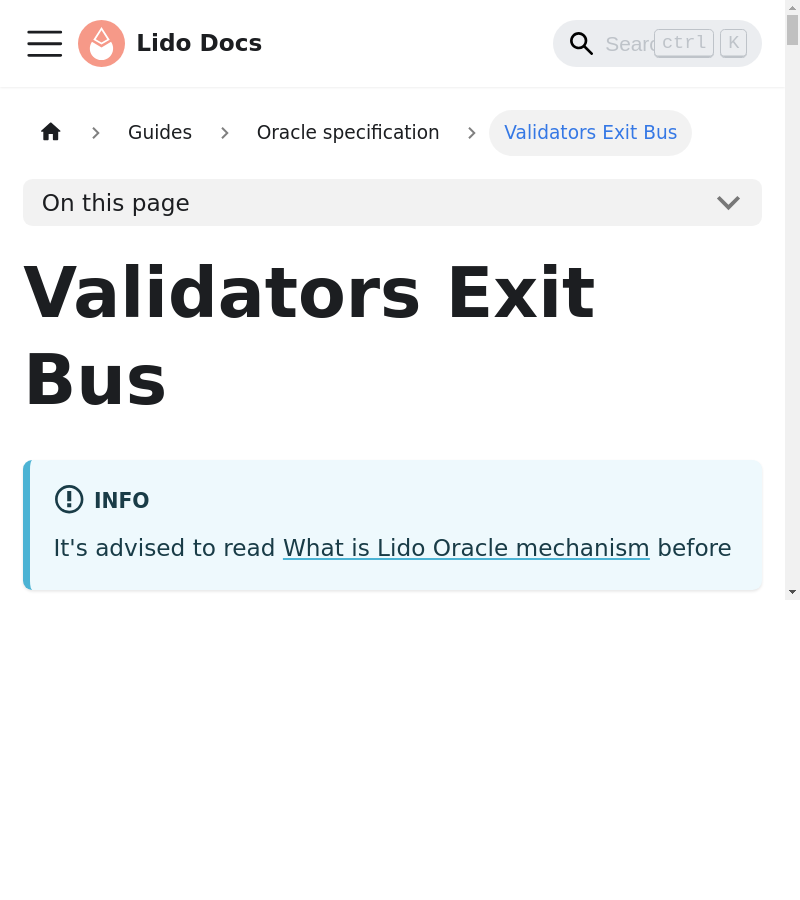 Lido Docs
Search ctrl K
Guides
Oracle specification
Validators Exit Bus
On this page
Validators Exit
Bus
INFO
It's advised to read What is Lido Oracle mechanism before